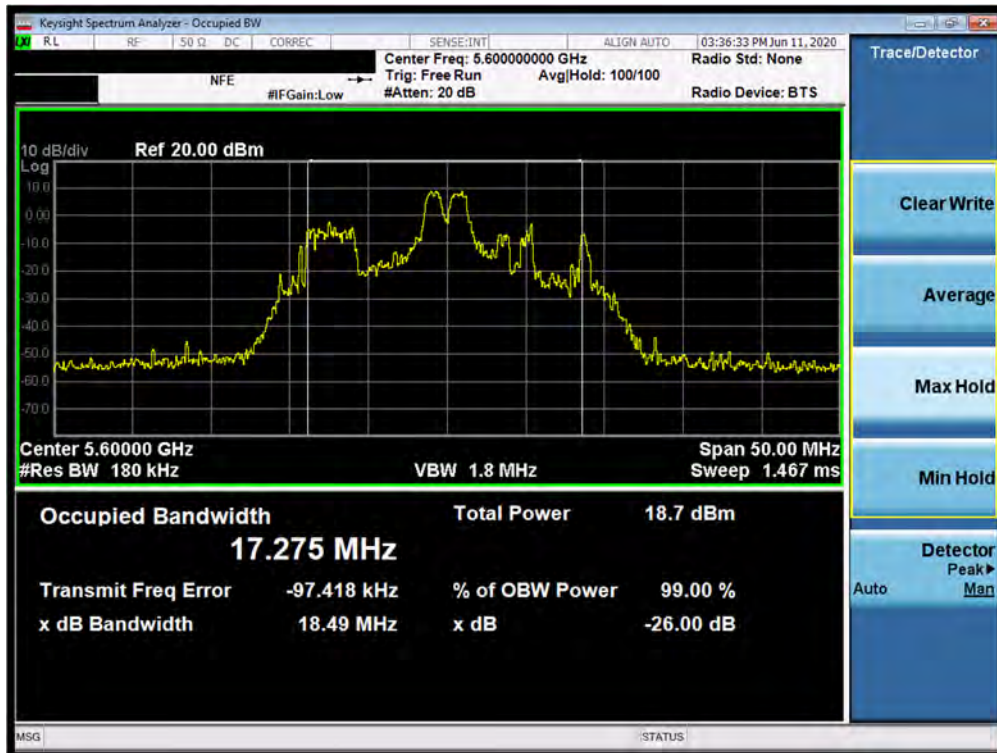 Keysight Spectrum Analyzer - Occupied BW
LXI RL RF 50 Ω DC CORREC SENSE:INT ALIGN AUTO 03:36:33 PM Jun 11, 2020
Center Freq: 5.600000000 GHz Radio Std: None
NFE Trig: Free Run Avg|Hold: 100/100
#IFGain:Low #Atten: 20 dB Radio Device: BTS
10 dB/div Ref 20.00 dBm
Log
10.0
0.00
-10.0
-20.0
-30.0
-40.0
-50.0
-60.0
-70.0
Center 5.60000 GHz Span 50.00 MHz
#Res BW 180 kHz VBW 1.8 MHz Sweep 1.467 ms
Occupied Bandwidth Total Power 18.7 dBm
17.275 MHz
Transmit Freq Error -97.418 kHz % of OBW Power 99.00 %
x dB Bandwidth 18.49 MHz x dB -26.00 dB
MSG STATUS
Trace/Detector
Clear Write
Average
Max Hold
Min Hold
Detector
Peak▶
Auto Man